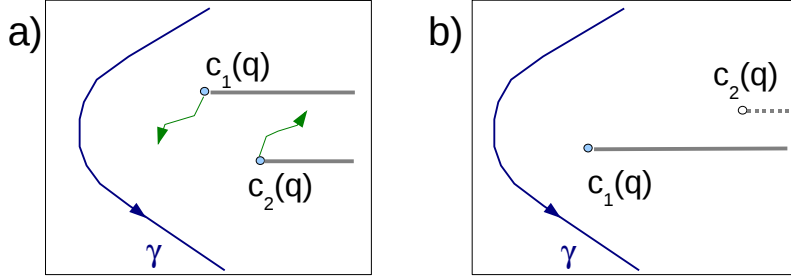 a)
c₁(q)
c₂(q)
γ
b)
c₂(q)
c₁(q)
γ